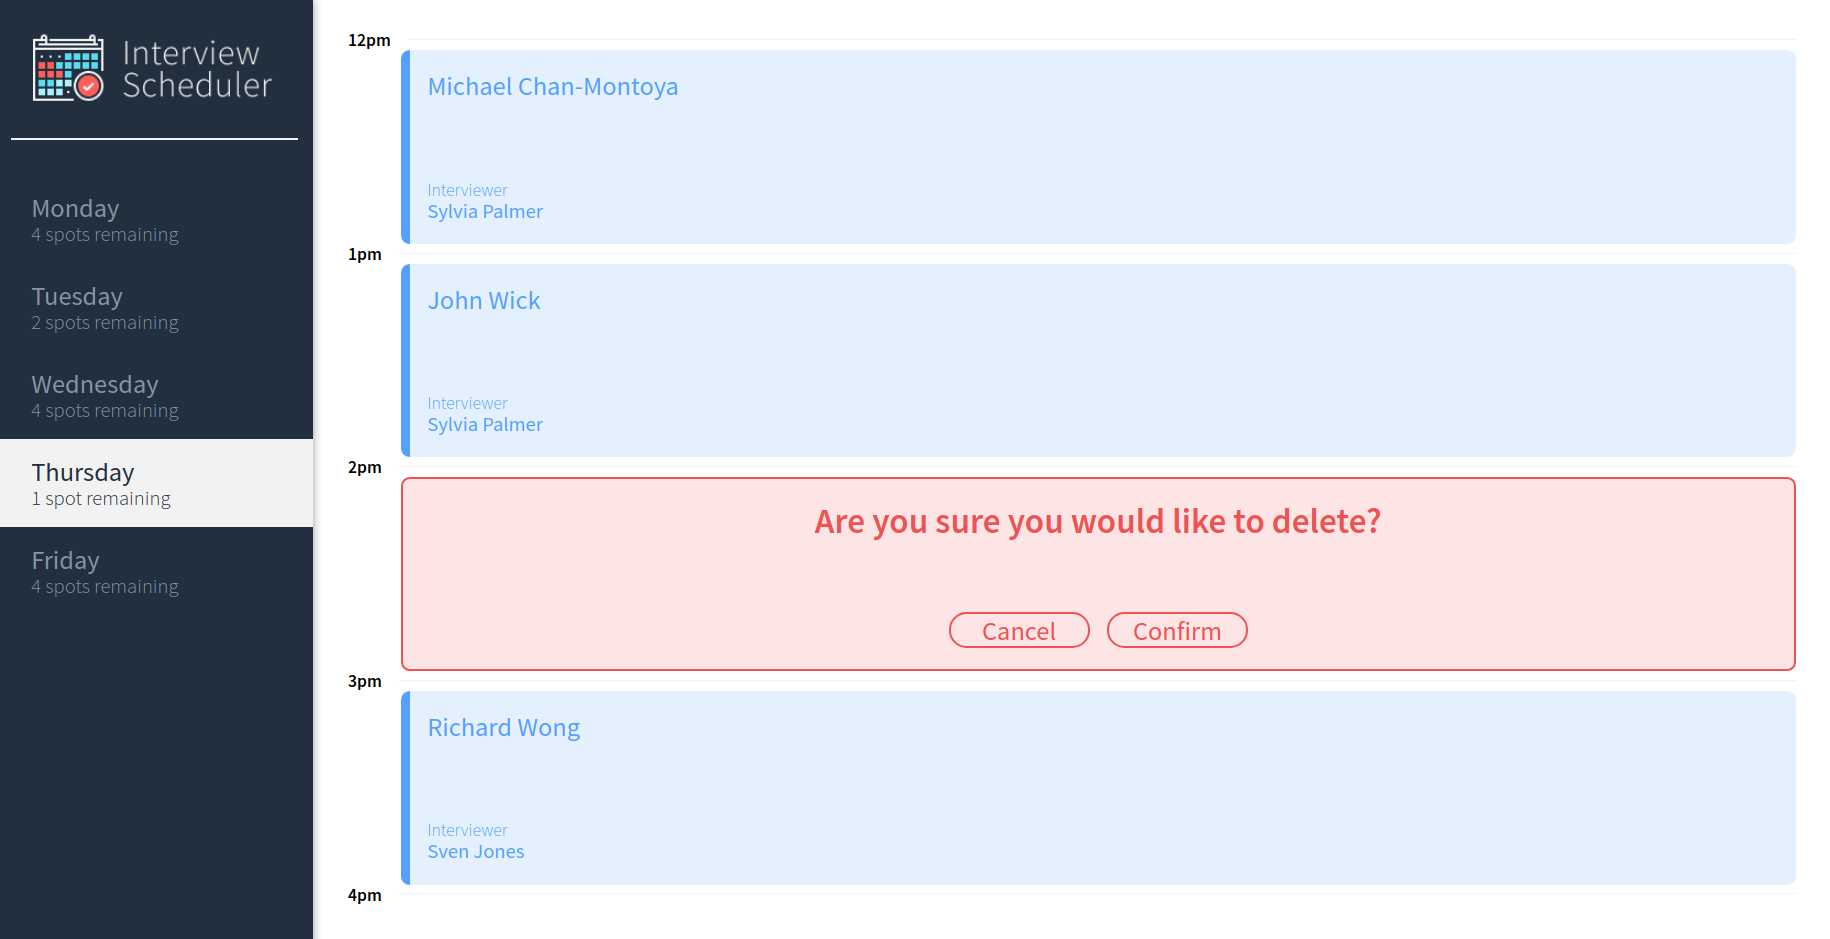 Interview
Scheduler
Monday
4 spots remaining
Tuesday
2 spots remaining
Wednesday
4 spots remaining
Thursday
1 spot remaining
Friday
4 spots remaining
12pm
Michael Chan-Montoya
Interviewer
Sylvia Palmer
1pm
John Wick
Interviewer
Sylvia Palmer
2pm
Are you sure you would like to delete?
Cancel Confirm
3pm
Richard Wong
Interviewer
Sven Jones
4pm